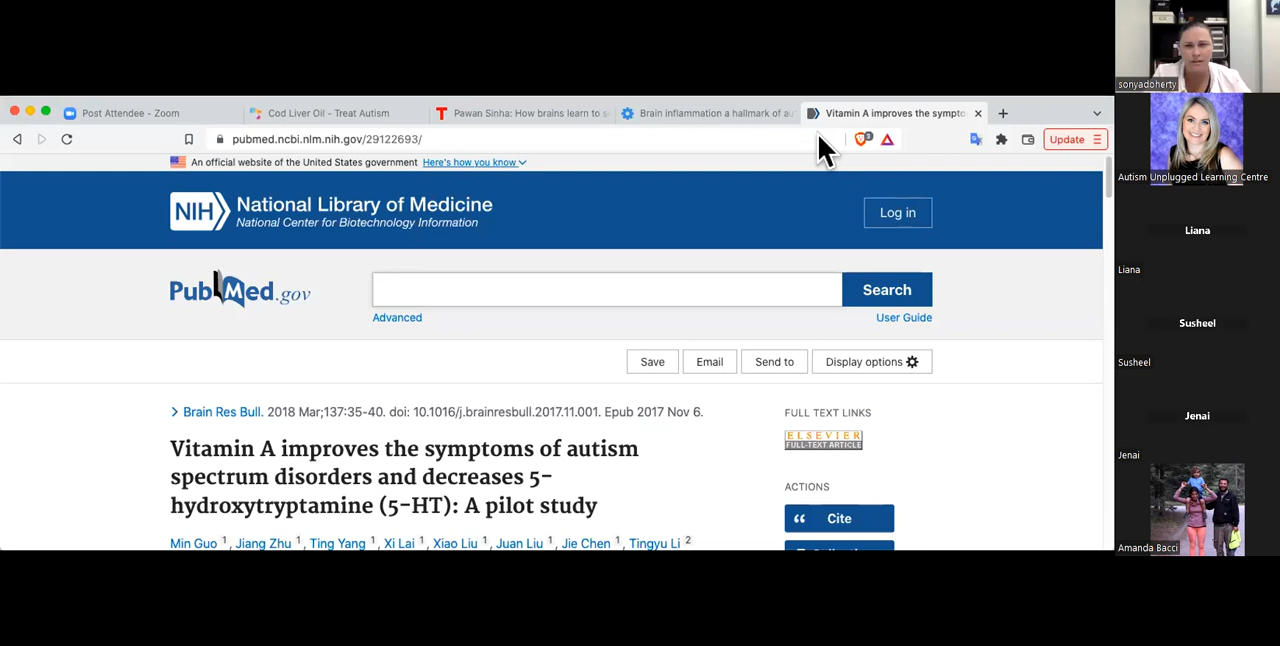 Post Attendee - Zoom
Cod Liver Oil - Treat Autism
Pawan Sinha: How brains learn to s
Brain inflammation a hallmark of au
Vitamin A improves the sympto
pubmed.ncbi.nlm.nih.gov/29122693/
Update
An official website of the United States government Here's how you know
NIH National Library of Medicine
National Center for Biotechnology Information
Log in
PubMed.gov
Search
Advanced
User Guide
Save
Email
Send to
Display options
Brain Res Bull. 2018 Mar;137:35-40. doi: 10.1016/j.brainresbull.2017.11.001. Epub 2017 Nov 6.
Vitamin A improves the symptoms of autism
spectrum disorders and decreases 5-
hydroxytryptamine (5-HT): A pilot study
Min Guo 1, Jiang Zhu 1, Ting Yang 1, Xi Lai 1, Xiao Liu 1, Juan Liu 1, Jie Chen 1, Tingyu Li 2
FULL TEXT LINKS
ELSEVIER
FULL-TEXT ARTICLE
ACTIONS
Cite
sonyadoherty
Autism Unplugged Learning Centre
Liana
Liana
Susheel
Susheel
Jenai
Jenai
Amanda Bacci